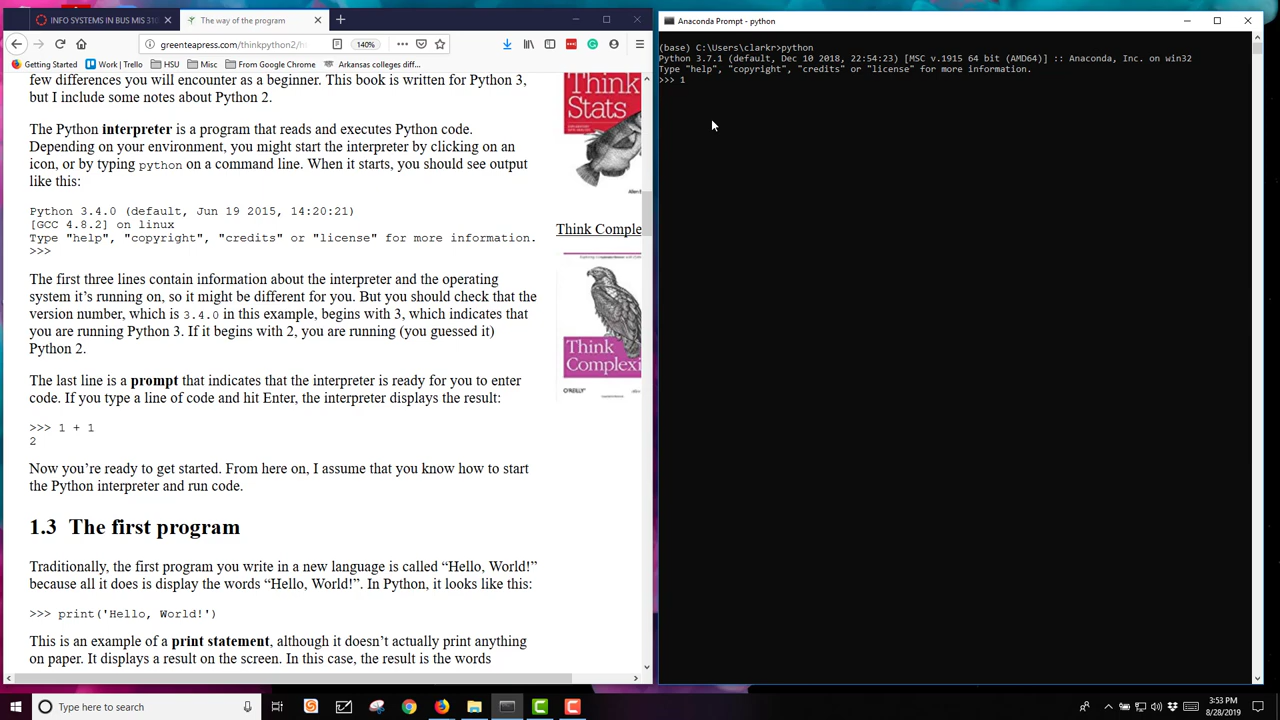 INFO SYSTEMS IN BUS MIS 310
The way of the program
greenteapress.com/thinkpython2/h
140%
Getting Started
Work | Trello
HSU
Misc
From Google Chrome
Arkansas colleges diff...
few differences you will encounter as a beginner. This book is written for Python 3,
but I include some notes about Python 2.
The Python interpreter is a program that reads and executes Python code.
Depending on your environment, you might start the interpreter by clicking on an
icon, or by typing python on a command line. When it starts, you should see output
like this:
Python 3.4.0 (default, Jun 19 2015, 14:20:21)
[GCC 4.8.2] on linux
Type "help", "copyright", "credits" or "license" for more information.
>>>
The first three lines contain information about the interpreter and the operating
system it’s running on, so it might be different for you. But you should check that the
version number, which is 3.4.0 in this example, begins with 3, which indicates that
you are running Python 3. If it begins with 2, you are running (you guessed it)
Python 2.
The last line is a prompt that indicates that the interpreter is ready for you to enter
code. If you type a line of code and hit Enter, the interpreter displays the result:
>>> 1 + 1
2
Now you’re ready to get started. From here on, I assume that you know how to start
the Python interpreter and run code.
1.3 The first program
Traditionally, the first program you write in a new language is called “Hello, World!”
because all it does is display the words “Hello, World!”. In Python, it looks like this:
>>> print('Hello, World!')
This is an example of a print statement, although it doesn’t actually print anything
on paper. It displays a result on the screen. In this case, the result is the words
Think
Stats
Think Comple
Think
Complexi
O'REILLY
Anaconda Prompt - python
(base) C:\Users\clarkr>python
Python 3.7.1 (default, Dec 10 2018, 22:54:23) [MSC v.1915 64 bit (AMD64)] :: Anaconda, Inc. on win32
Type "help", "copyright", "credits" or "license" for more information.
>>> 1
Type here to search
3:53 PM
8/28/2019